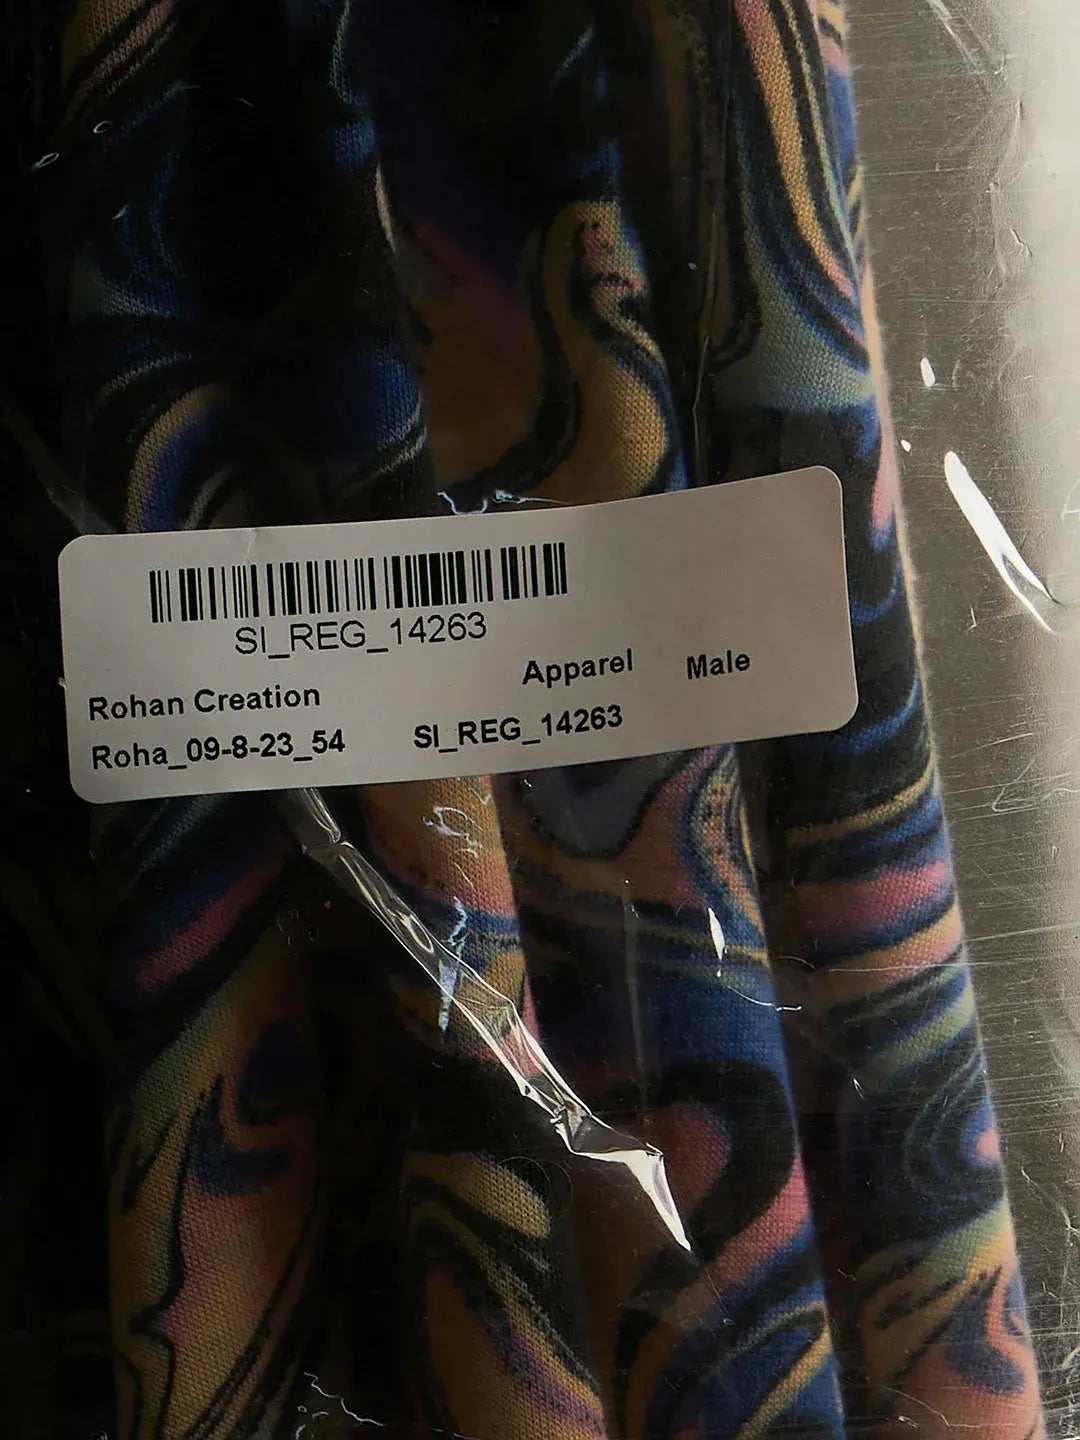 SI_REG_14263
Apparel Male
Rohan Creation
Roha_09-8-23_54 SI_REG_14263